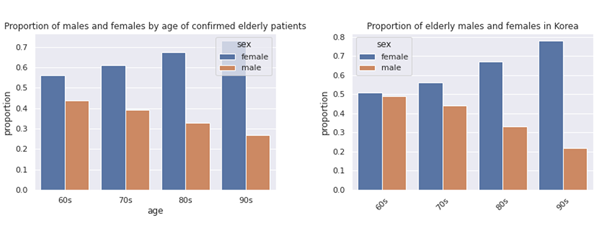 Proportion of males and females by age of confirmed elderly patients
proportion
0.7
0.6
0.5
0.4
0.3
0.2
0.1
0.0
sex
female
male
60s
70s
80s
90s
age
Proportion of elderly males and females in Korea
proportion
0.8
0.7
0.6
0.5
0.4
0.3
0.2
0.1
0.0
sex
female
male
60s
70s
80s
90s